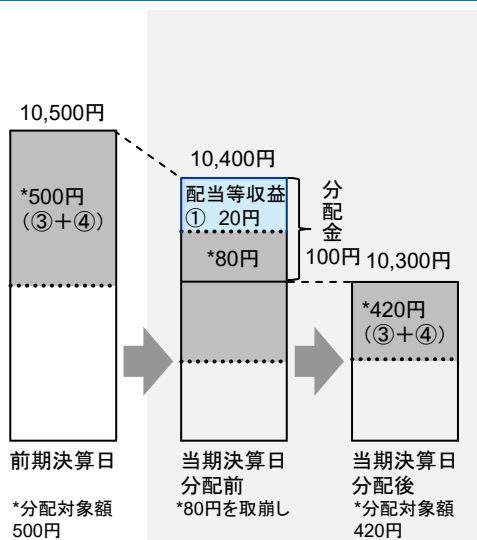 10,500円
*500円
(③+④)
前期決算日
*分配対象額
500円
10,400円
配当等収益
① 20円
*80円
分配金
100円
当期決算日
分配前
*80円を取崩し
10,300円
*420円
(③+④)
当期決算日
分配後
*分配対象額
420円